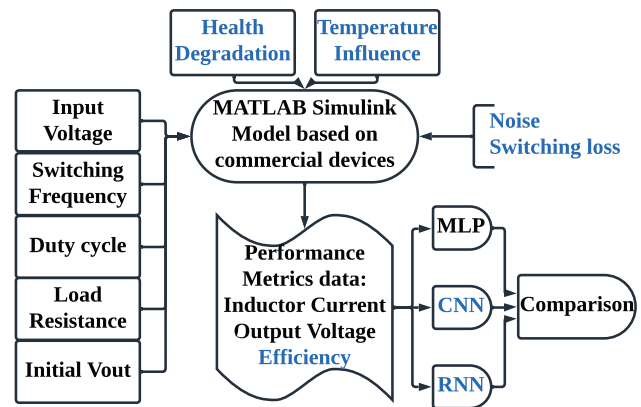 Health
Degradation
Temperature
Influence
Input
Voltage
Switching
Frequency
Duty cycle
Load
Resistance
Initial Vout
MATLAB Simulink
Model based on
commercial devices
Noise
Switching loss
Performance
Metrics data:
Inductor Current
Output Voltage
Efficiency
MLP
CNN
RNN
Comparison